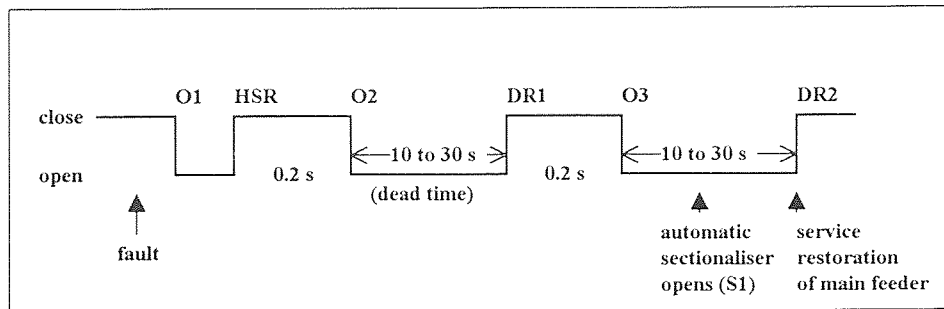 O1 HSR O2 DR1 O3 DR2
close
10 to 30 s 10 to 30 s
open 0.2 s 0.2 s
(dead time)
fault
automatic
sectionaliser
opens (S1)
service
restoration
of main feeder